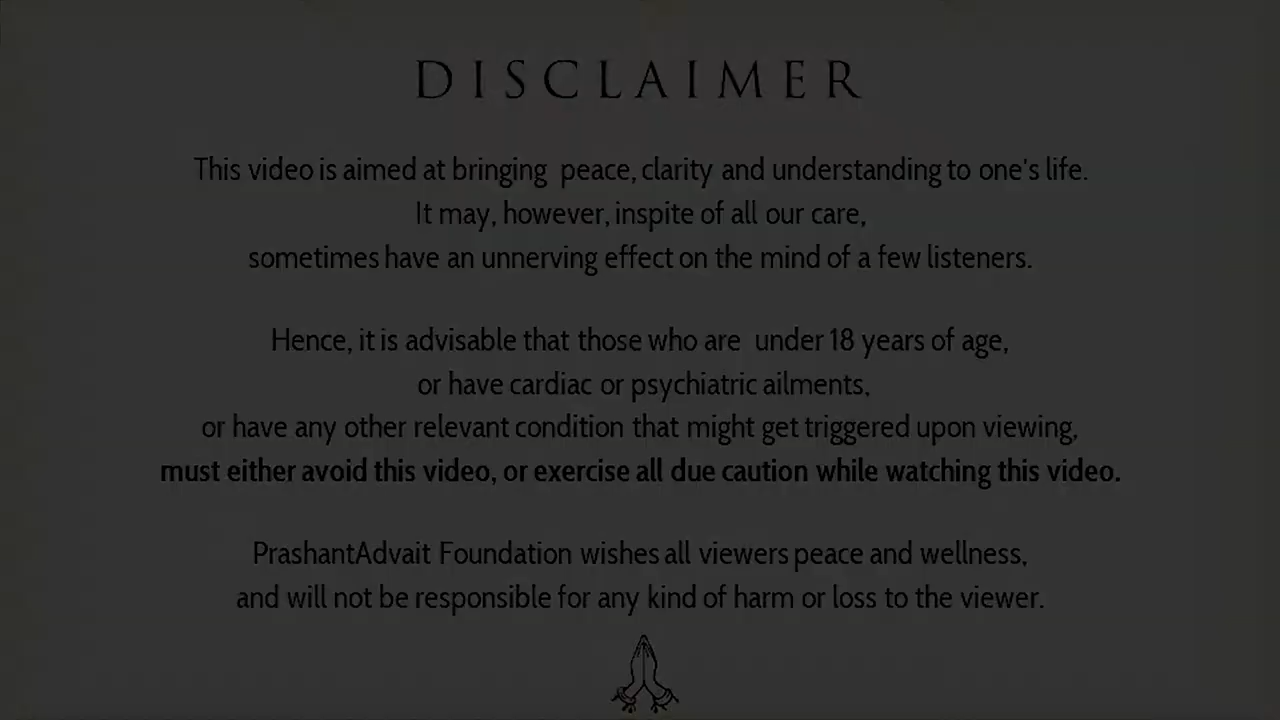 DISCLAIMER
This video is aimed at bringing peace, clarity and understanding to one's life.
It may, however, inspite of all our care,
sometimes have an unnerving effect on the mind of a few listeners.
Hence, it is advisable that those who are under 18 years of age,
or have cardiac or psychiatric ailments,
or have any other relevant condition that might get triggered upon viewing,
must either avoid this video, or exercise all due caution while watching this video.
PrashantAdvait Foundation wishes all viewers peace and wellness,
and will not be responsible for any kind of harm or loss to the viewer.